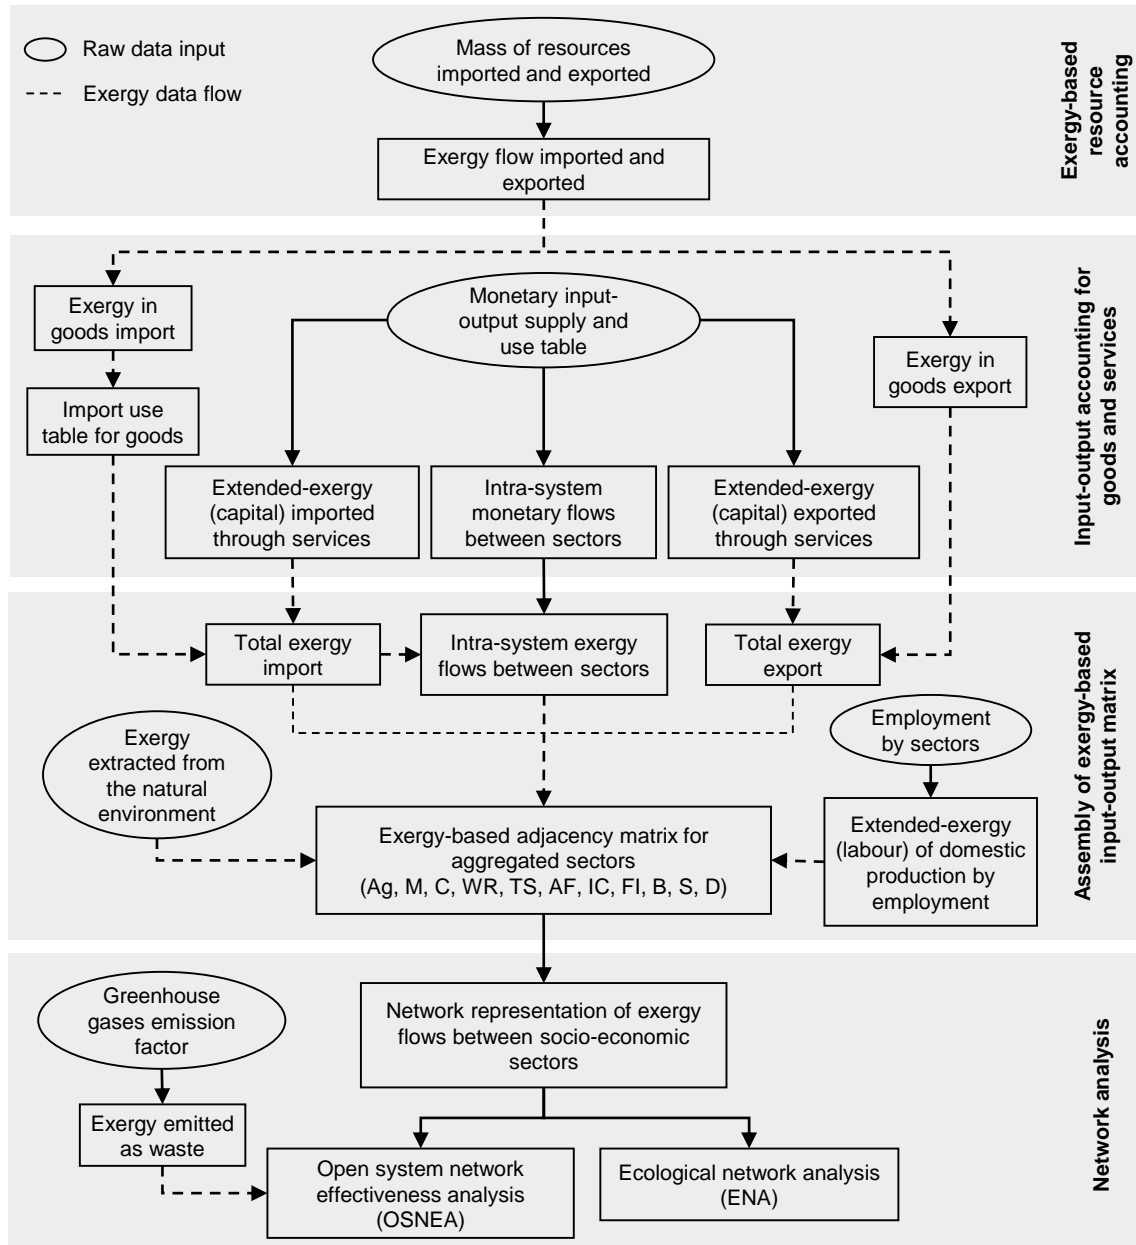 Raw data input
Exergy data flow
Mass of resources
imported and exported
Exergy flow imported and
exported
Exergy-based
resource
accounting
Exergy in
goods import
Monetary input-
output supply and
use table
Exergy in
goods export
Import use
table for goods
Extended-exergy
(capital) imported
through services
Intra-system
monetary flows
between sectors
Extended-exergy
(capital) exported
through services
Input-output accounting for
goods and services
Total exergy
import
Intra-system exergy
flows between sectors
Total exergy
export
Exergy
extracted from
the natural
environment
Employment
by sectors
Exergy-based adjacency matrix for
aggregated sectors
(Ag, M, C, WR, TS, AF, IC, FI, B, S, D)
Extended-exergy
(labour) of domestic
production by
employment
Assembly of exergy-based
input-output matrix
Greenhouse
gases emission
factor
Network representation of exergy
flows between socio-economic
sectors
Exergy emitted
as waste
Open system network
effectiveness analysis
(OSNEA)
Ecological network analysis
(ENA)
Network analysis